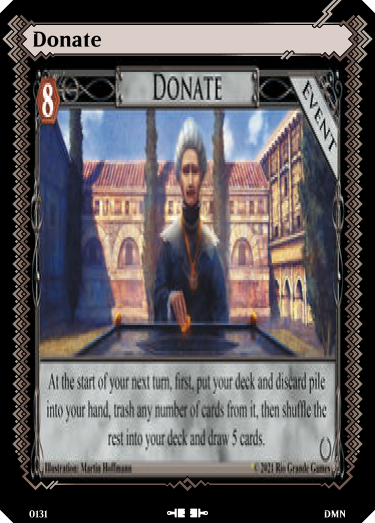 Donate
DONATE
8
EVENT
At the start of your next turn, first, put your deck and discard pile
into your hand, trash any number of cards from it, then shuffle the
rest into your deck and draw 5 cards.
Illustration: Martin Hoffmann © 2021 Rio Grande Games
0131 DMN